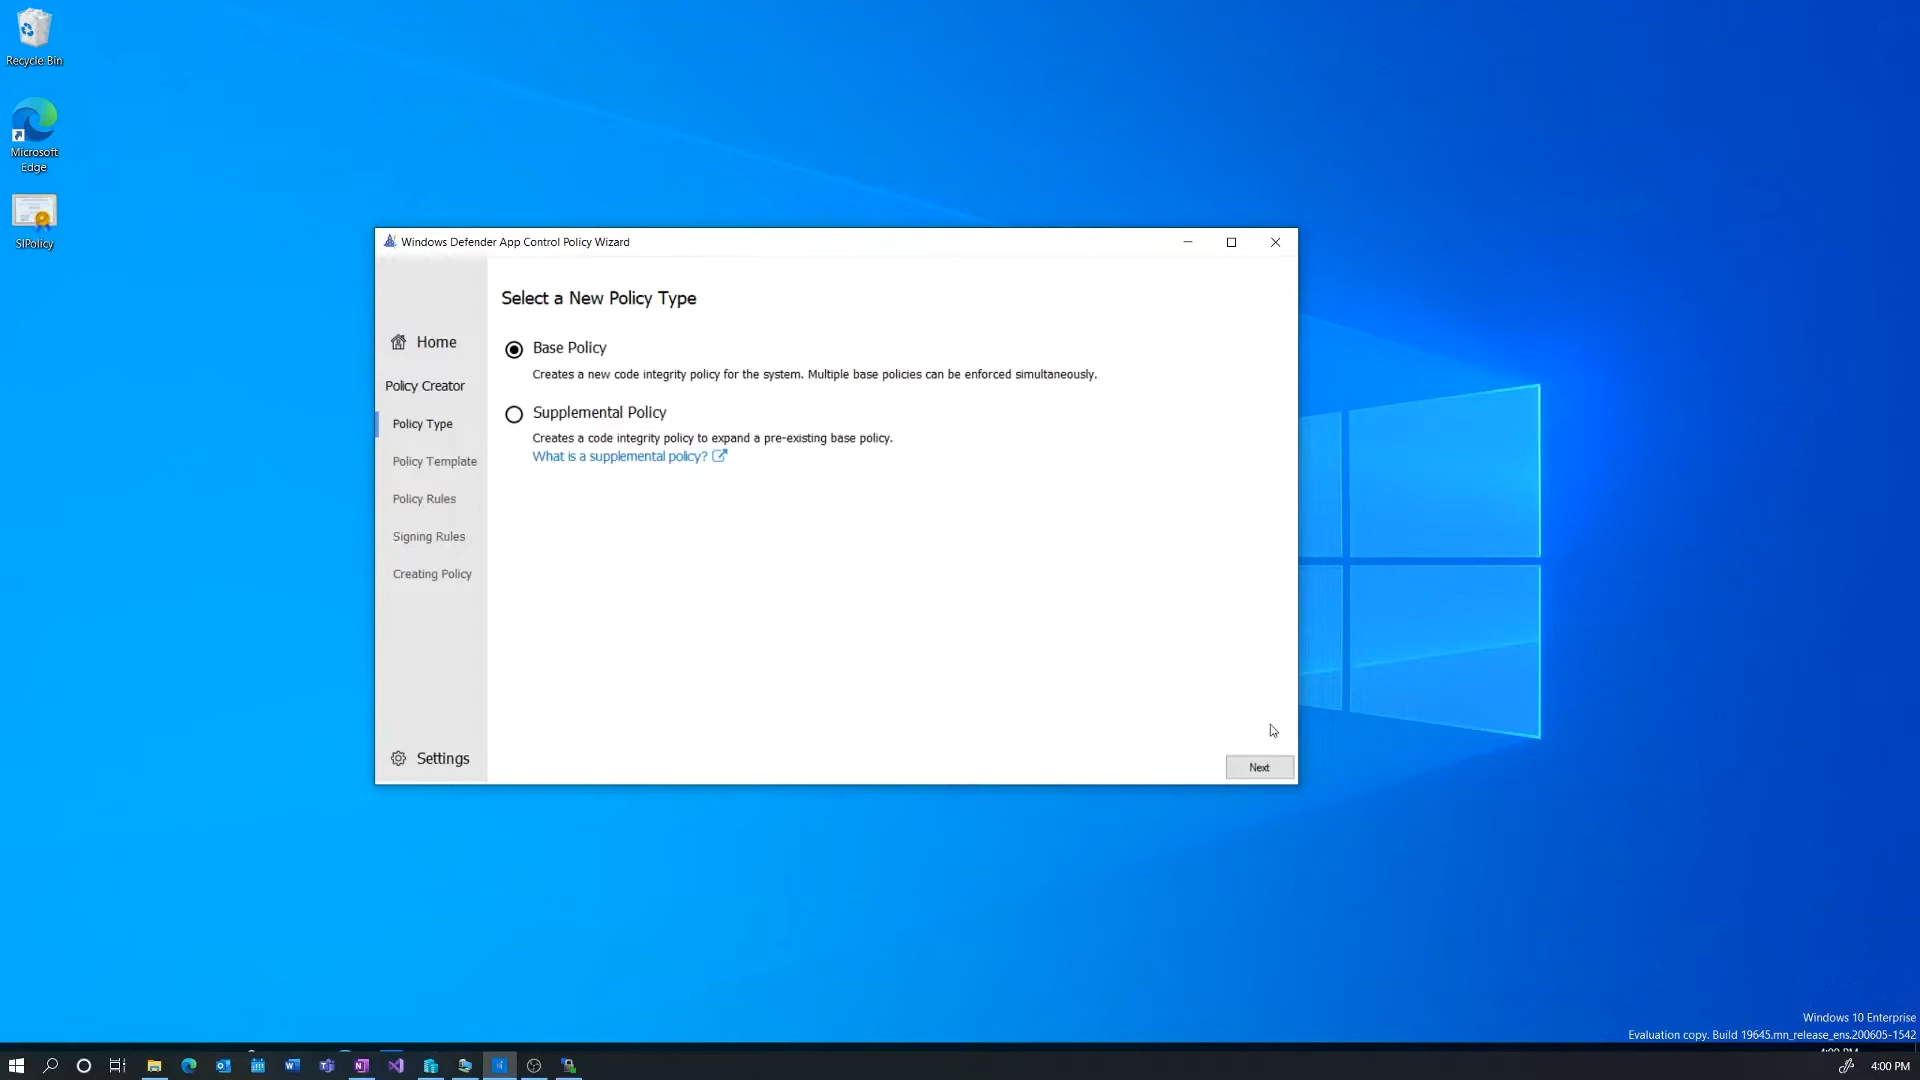 Recycle Bin
Microsoft
Edge
SIPolicy
Windows Defender App Control Policy Wizard
Home
Policy Creator
Policy Type
Policy Template
Policy Rules
Signing Rules
Creating Policy
Settings
Select a New Policy Type
Base Policy
Creates a new code integrity policy for the system. Multiple base policies can be enforced simultaneously.
Supplemental Policy
Creates a code integrity policy to expand a pre-existing base policy.
What is a supplemental policy?
Next
Windows 10 Enterprise
Evaluation copy. Build 19645.mn_release_ens.200605-1542
4:00 PM